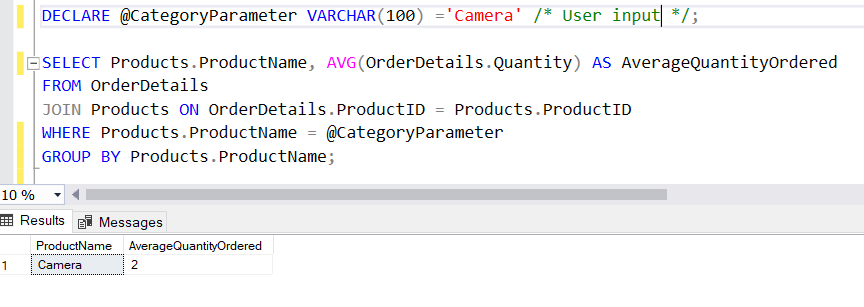 DECLARE @CategoryParameter VARCHAR(100) ='Camera' /* User input */;
SELECT Products.ProductName, AVG(OrderDetails.Quantity) AS AverageQuantityOrdered
FROM OrderDetails
JOIN Products ON OrderDetails.ProductID = Products.ProductID
WHERE Products.ProductName = @CategoryParameter
GROUP BY Products.ProductName;
10 %
Results Messages
ProductName AverageQuantityOrdered
1 Camera 2